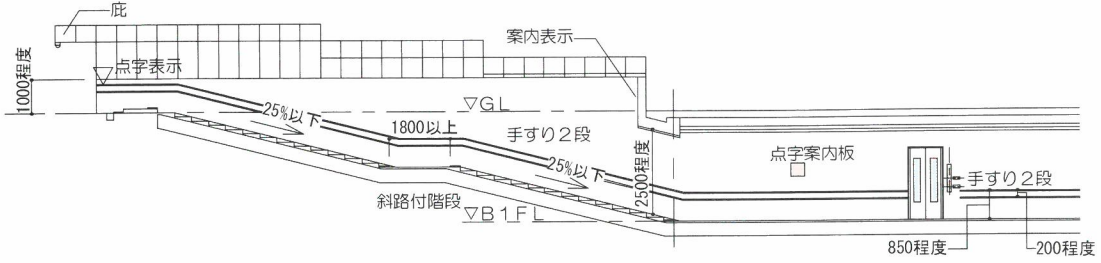 庇
案内表示
点字表示
1000程度
25%以下
▽GL
1800以上
手すり2段
25%以下
2500程度
点字案内板
手すり2段
斜路付階段
▽B1FL
850程度
200程度